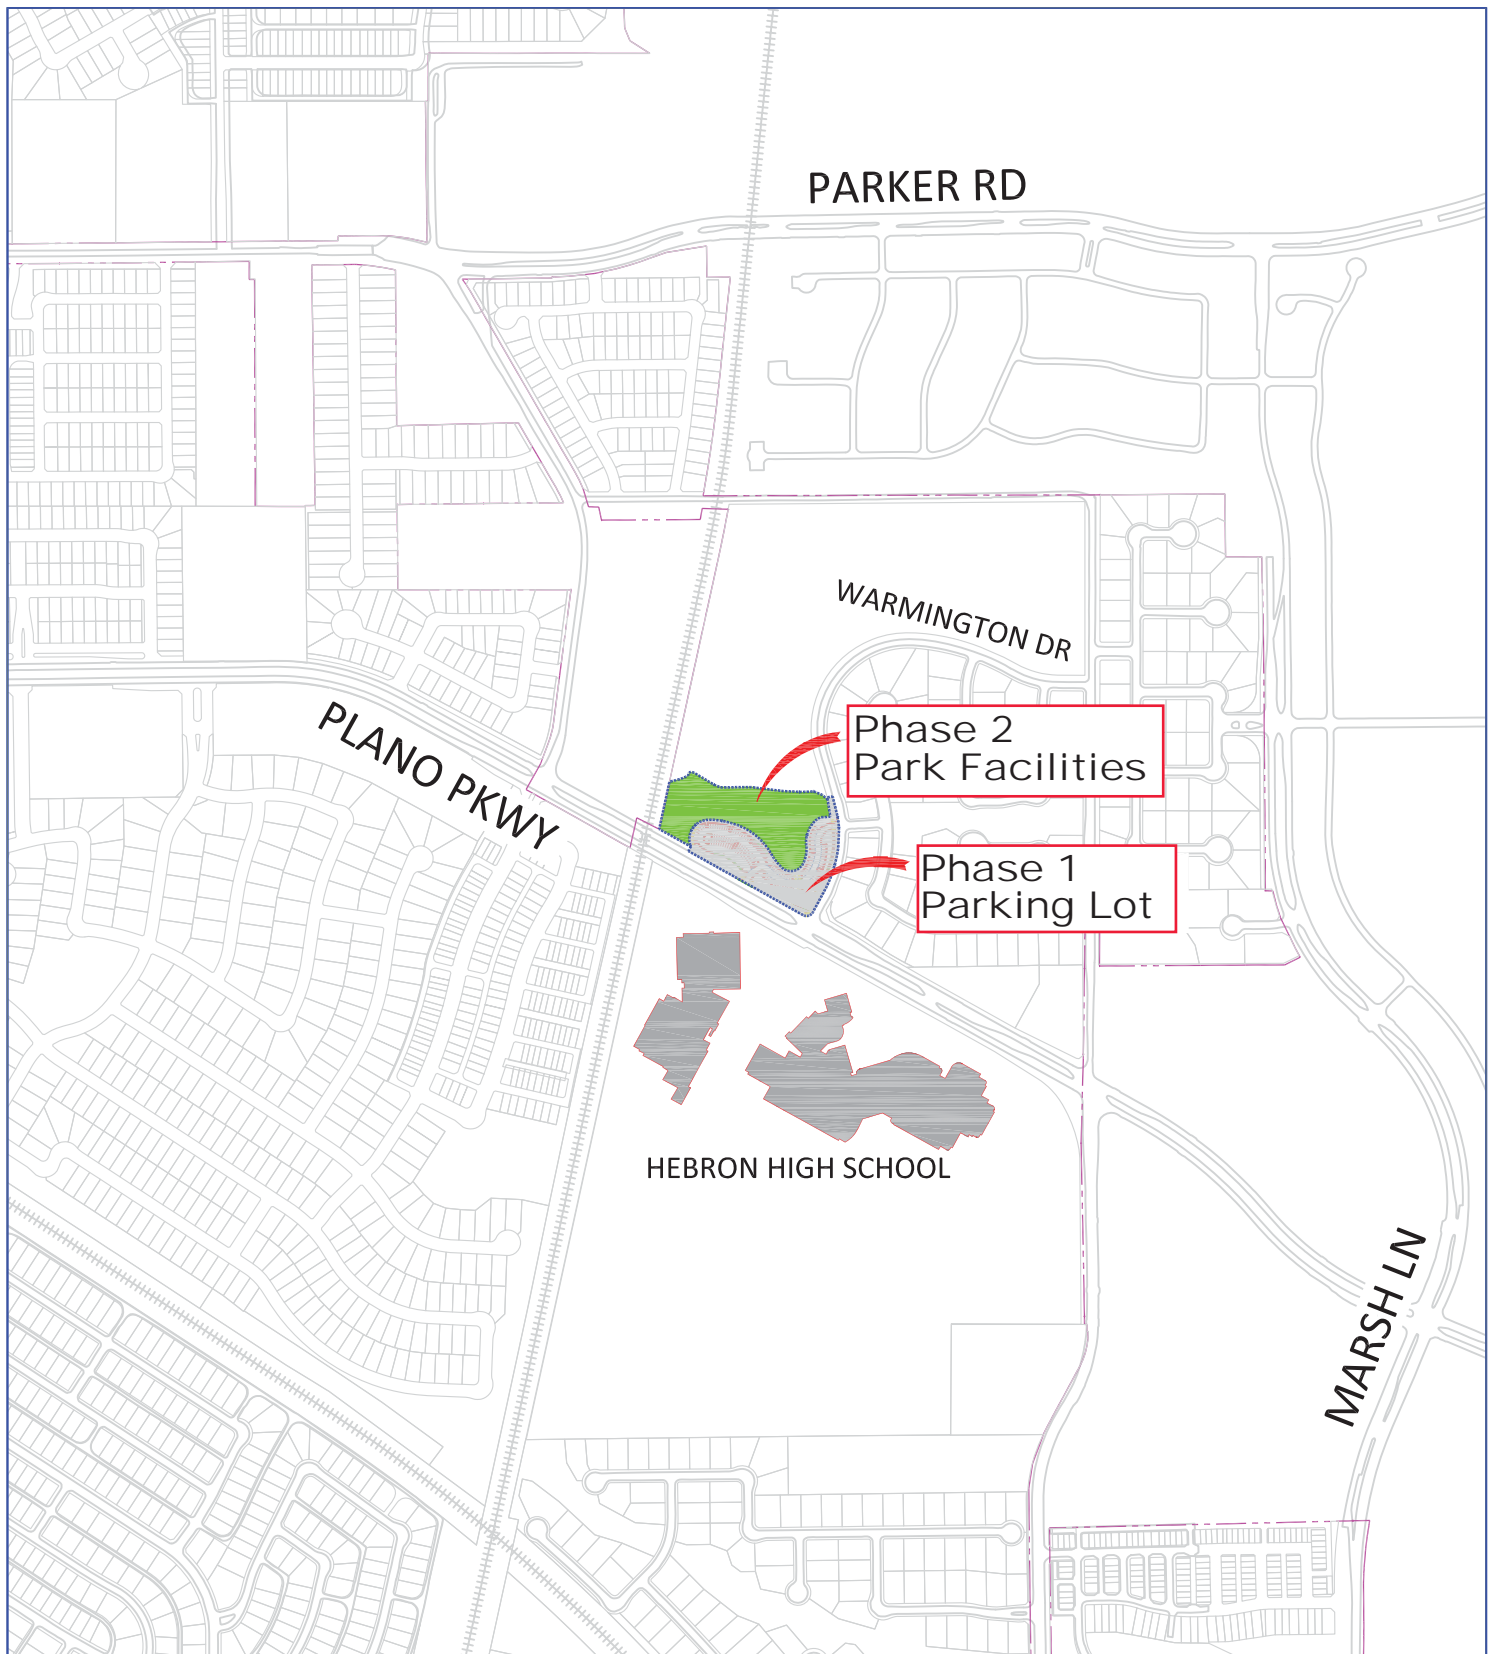 PARKER RD
WARMINGTON DR
PLANO PKWY
Phase 2
Park Facilities
Phase 1
Parking Lot
HEBRON HIGH SCHOOL
MARSH LN